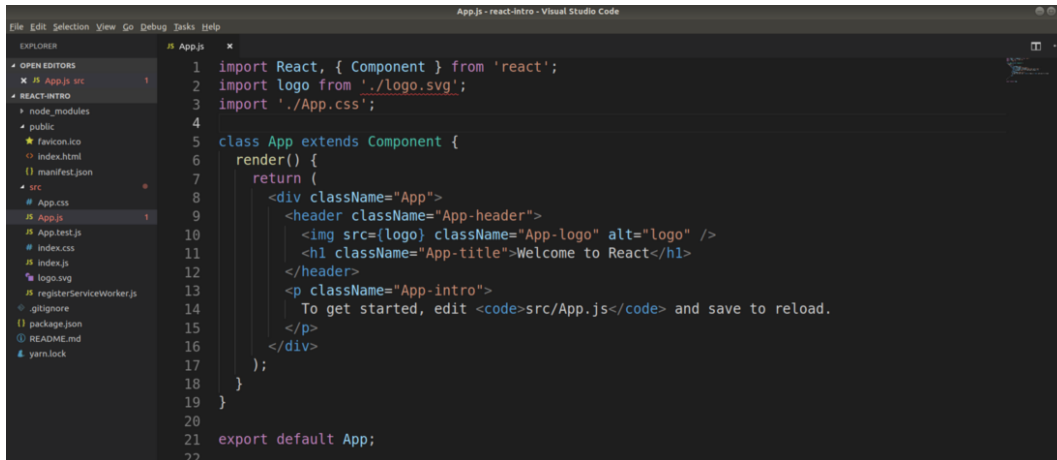 App.js - react-intro - Visual Studio Code
File Edit Selection View Go Debug Tasks Help
EXPLORER
OPEN EDITORS
JS App.js src 1
REACT-INTRO
node_modules
public
favicon.ico
<> index.html
{} manifest.json
src
# App.css
JS App.js 1
JS App.test.js
# index.css
JS index.js
logo.svg
JS registerServiceWorker.js
.gitignore
{} package.json
README.md
yarn.lock
JS App.js ×
1 import React, { Component } from 'react';
2 import logo from './logo.svg';
3 import './App.css';
4
5 class App extends Component {
6 render() {
7 return (
8 <div className="App">
9 <header className="App-header">
10 <img src={logo} className="App-logo" alt="logo" />
11 <h1 className="App-title">Welcome to React</h1>
12 </header>
13 <p className="App-intro">
14 To get started, edit <code>src/App.js</code> and save to reload.
15 </p>
16 </div>
17 );
18 }
19 }
20
21 export default App;
22